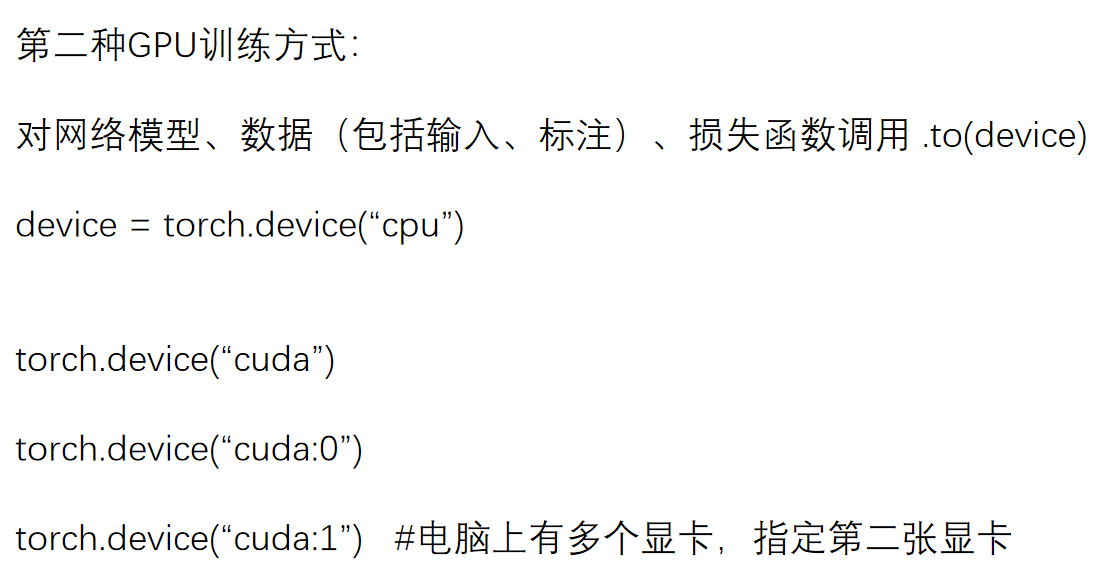 第二种GPU训练方式：
对网络模型、数据（包括输入、标注）、损失函数调用 .to(device)
device = torch.device(“cpu”)
torch.device(“cuda”)
torch.device(“cuda:0”)
torch.device(“cuda:1”) #电脑上有多个显卡，指定第二张显卡